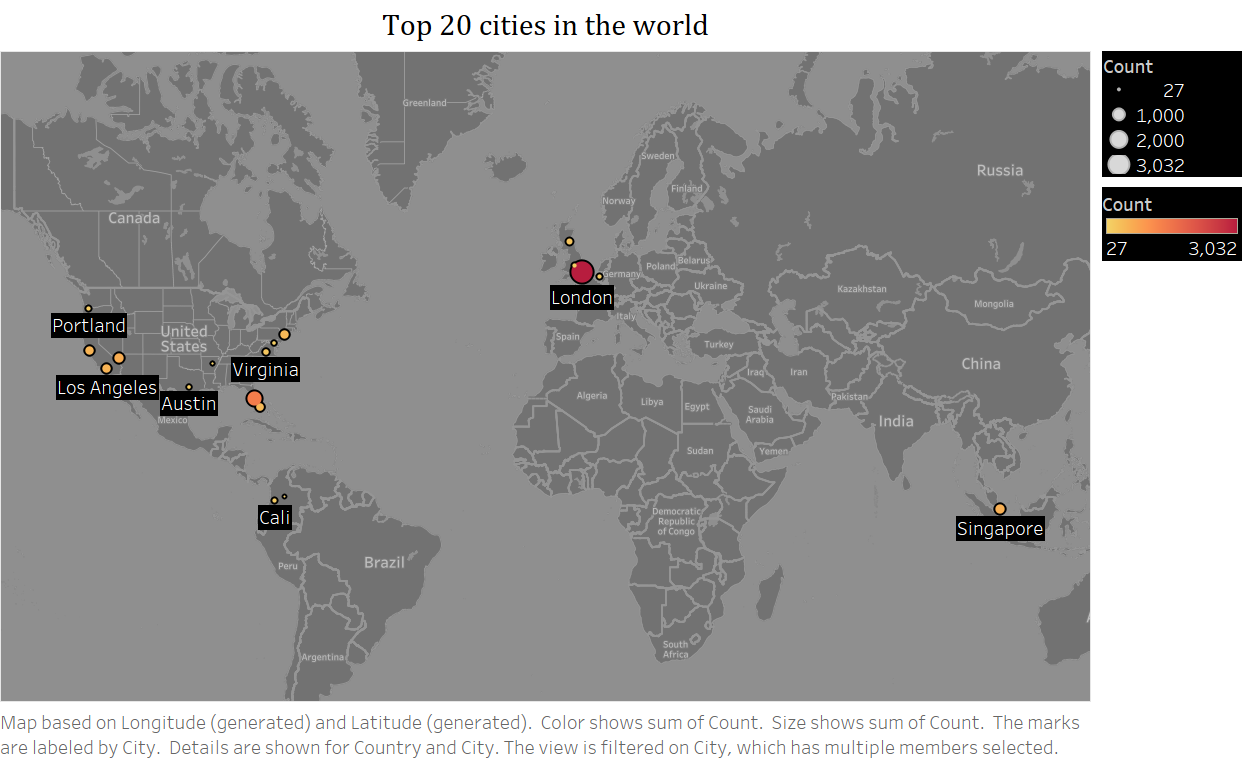 Top 20 cities in the world
Greenland
Russia
Sweden
Finland
Norway
Canada
Germany
Poland
Belarus
Ukraine
Kazakhstan
Mongolia
London
Italy
Portland
United
States
Spain
Turkey
Virginia
China
Los Angeles
Iraq
Iran
Austin
Algeria
Libya
Egypt
Pakistan
Saudi
Arabia
Mexico
India
Sudan
Yemen
Cali
Democratic
Republic
of Congo
Singapore
Peru
Brazil
South
Africa
Argentina
Count
27
1,000
2,000
3,032
Count
27 3,032
Map based on Longitude (generated) and Latitude (generated).  Color shows sum of Count.  Size shows sum of Count.  The marks
are labeled by City.  Details are shown for Country and City. The view is filtered on City, which has multiple members selected.